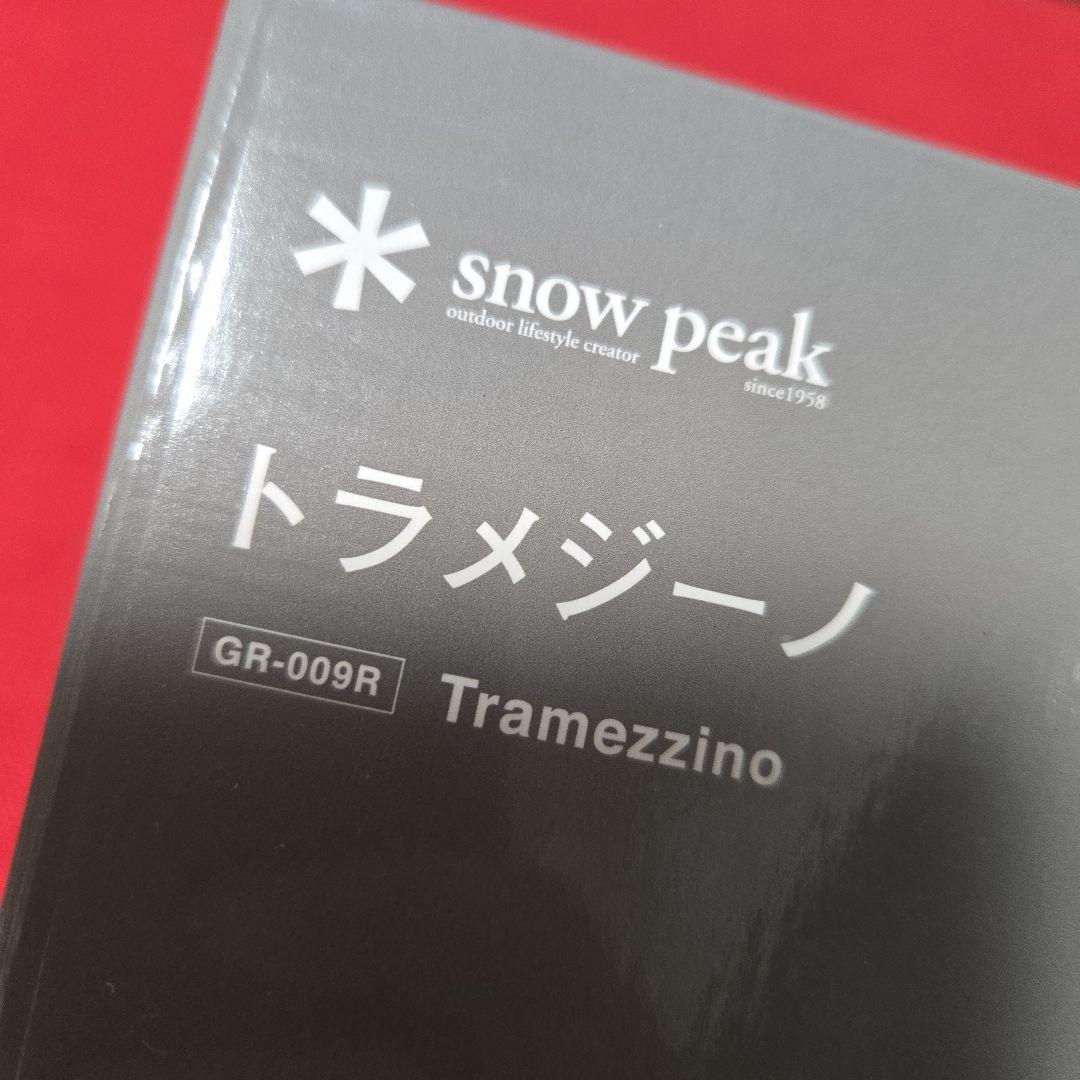 snow peak
outdoor lifestyle creator
since1958
トラメジーノ
GR-009R
Tramezzino